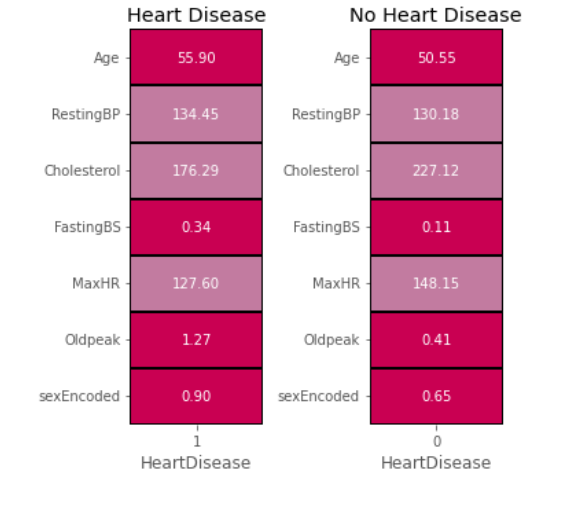 Heart Disease
Age 55.90
RestingBP 134.45
Cholesterol 176.29
FastingBS 0.34
MaxHR 127.60
Oldpeak 1.27
sexEncoded 0.90
1
HeartDisease
No Heart Disease
Age 50.55
RestingBP 130.18
Cholesterol 227.12
FastingBS 0.11
MaxHR 148.15
Oldpeak 0.41
sexEncoded 0.65
0
HeartDisease